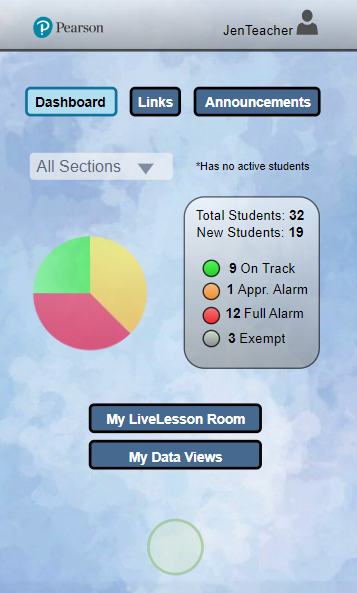 Pearson
JenTeacher
Dashboard
Links
Announcements
All Sections
*Has no active students
Total Students: 32
New Students: 19
9 On Track
1 Appr. Alarm
12 Full Alarm
3 Exempt
My LiveLesson Room
My Data Views